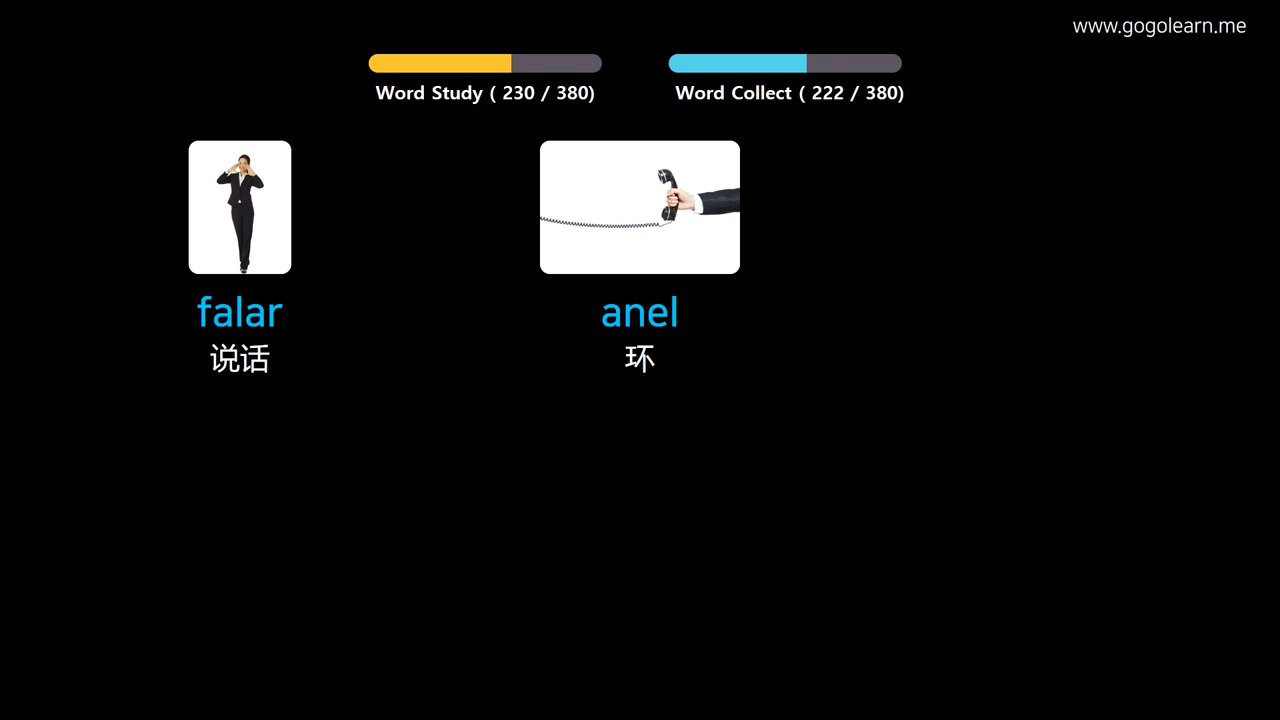 www.gogolearn.me
Word Study ( 230 / 380)
Word Collect ( 222 / 380)
falar
说话
anel
环